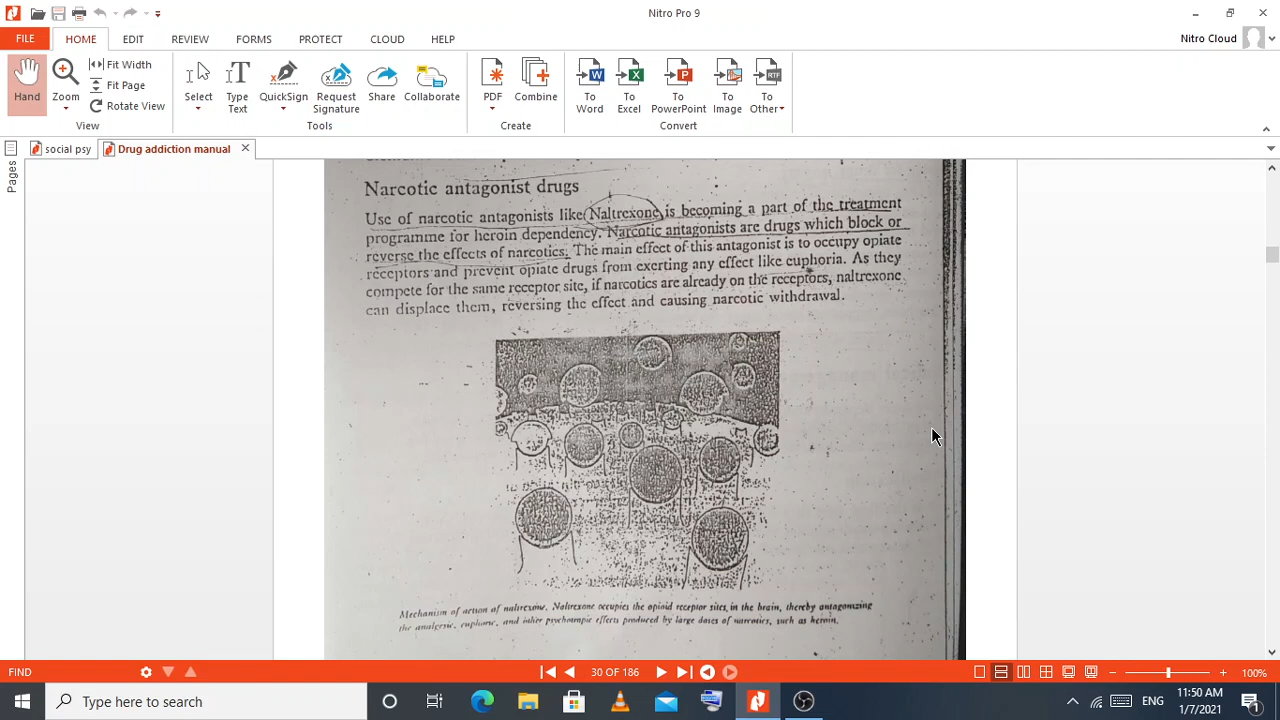 Nitro Pro 9
FILE HOME EDIT REVIEW FORMS PROTECT CLOUD HELP
Nitro Cloud
Hand
Zoom
Fit Width
Fit Page
Rotate View
View
Select
Type Text
QuickSign
Request Signature
Share
Collaborate
Tools
PDF
Combine
Create
To Word
To Excel
To PowerPoint
To Image
To Other
Convert
Pages
social psy
Drug addiction manual
Narcotic antagonist drugs
Use of narcotic antagonists like Naltrexone is becoming a part of the treatment
programme for heroin dependency. Narcotic antagonists are drugs which block or
reverse the effects of narcotics. The main effect of this antagonist is to occupy opiate
receptors and prevent opiate drugs from exerting any effect like euphoria. As they
compete for the same receptor site, if narcotics are already on the receptors, naltrexone
can displace them, reversing the effect and causing narcotic withdrawal.
Mechanism of action of naltrexone. Naltrexone occupies the opioid receptor sites, in the brain, thereby antagonizing
the analgesic, euphoric, and other psychotropic effects produced by large doses of narcotics, such as heroin.
FIND
30 OF 186
100%
Type here to search
ENG
11:50 AM
1/7/2021
1